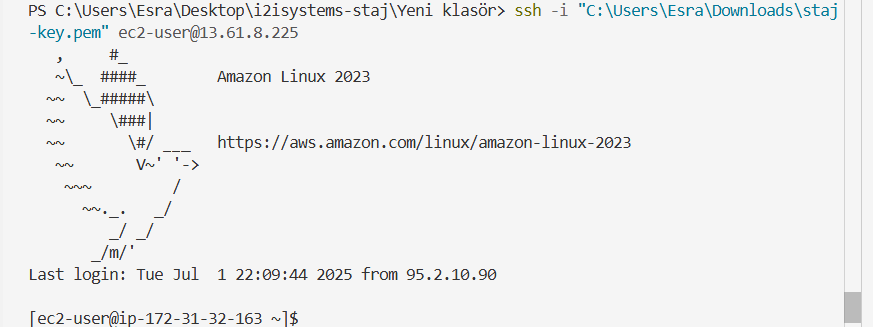 PS C:\Users\Esra\Desktop\i2isystems-staj\Yeni klasör> ssh -i "C:\Users\Esra\Downloads\staj
-key.pem" ec2-user@13.61.8.225
   ,     #_
   ~\_  ####_        Amazon Linux 2023
  ~~  \_#####\
  ~~     \###|
  ~~       \#/ ___   https://aws.amazon.com/linux/amazon-linux-2023
   ~~       V~' '->
    ~~~         /
      ~~._.   _/
         _/ _/
       _/m/'
Last login: Tue Jul  1 22:09:44 2025 from 95.2.10.90
[ec2-user@ip-172-31-32-163 ~]$